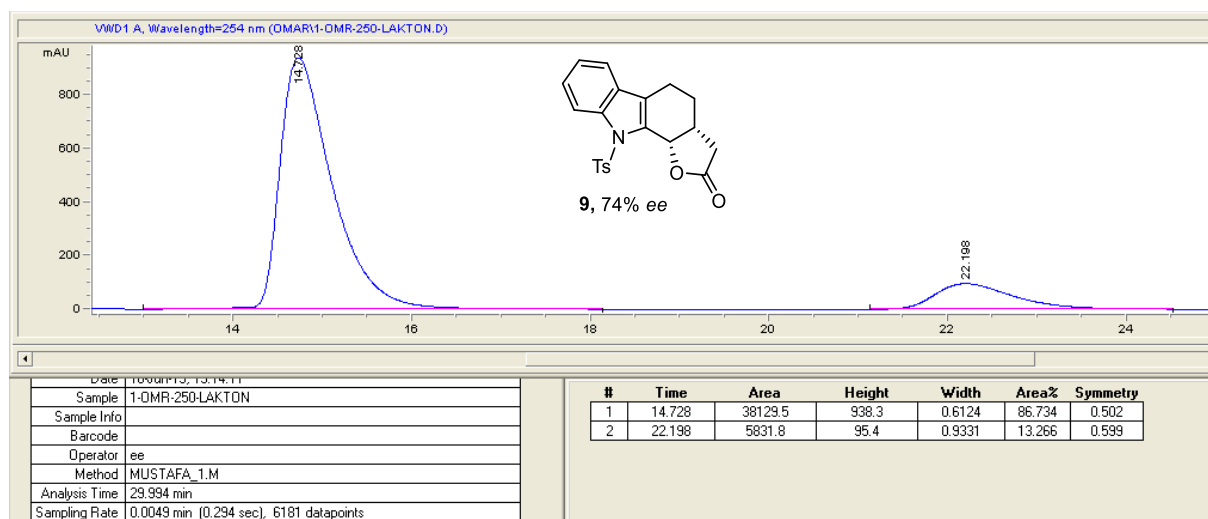 VWD1 A, Wavelength=254 nm (OMAR\1-OMR-250-LAKTON.D)
mAU
800
600
400
200
0
14.728
22.198
14 16 18 20 22 24
N
Ts
O
O
9, 74% ee
Sample 1-OMR-250-LAKTON
Sample Info
Barcode
Operator ee
Method MUSTAFA_1.M
Analysis Time 29.994 min
Sampling Rate 0.0049 min (0.294 sec), 6181 datapoints
# Time Area Height Width Area% Symmetry
1 14.728 38129.5 938.3 0.6124 86.734 0.502
2 22.198 5831.8 95.4 0.9331 13.266 0.599